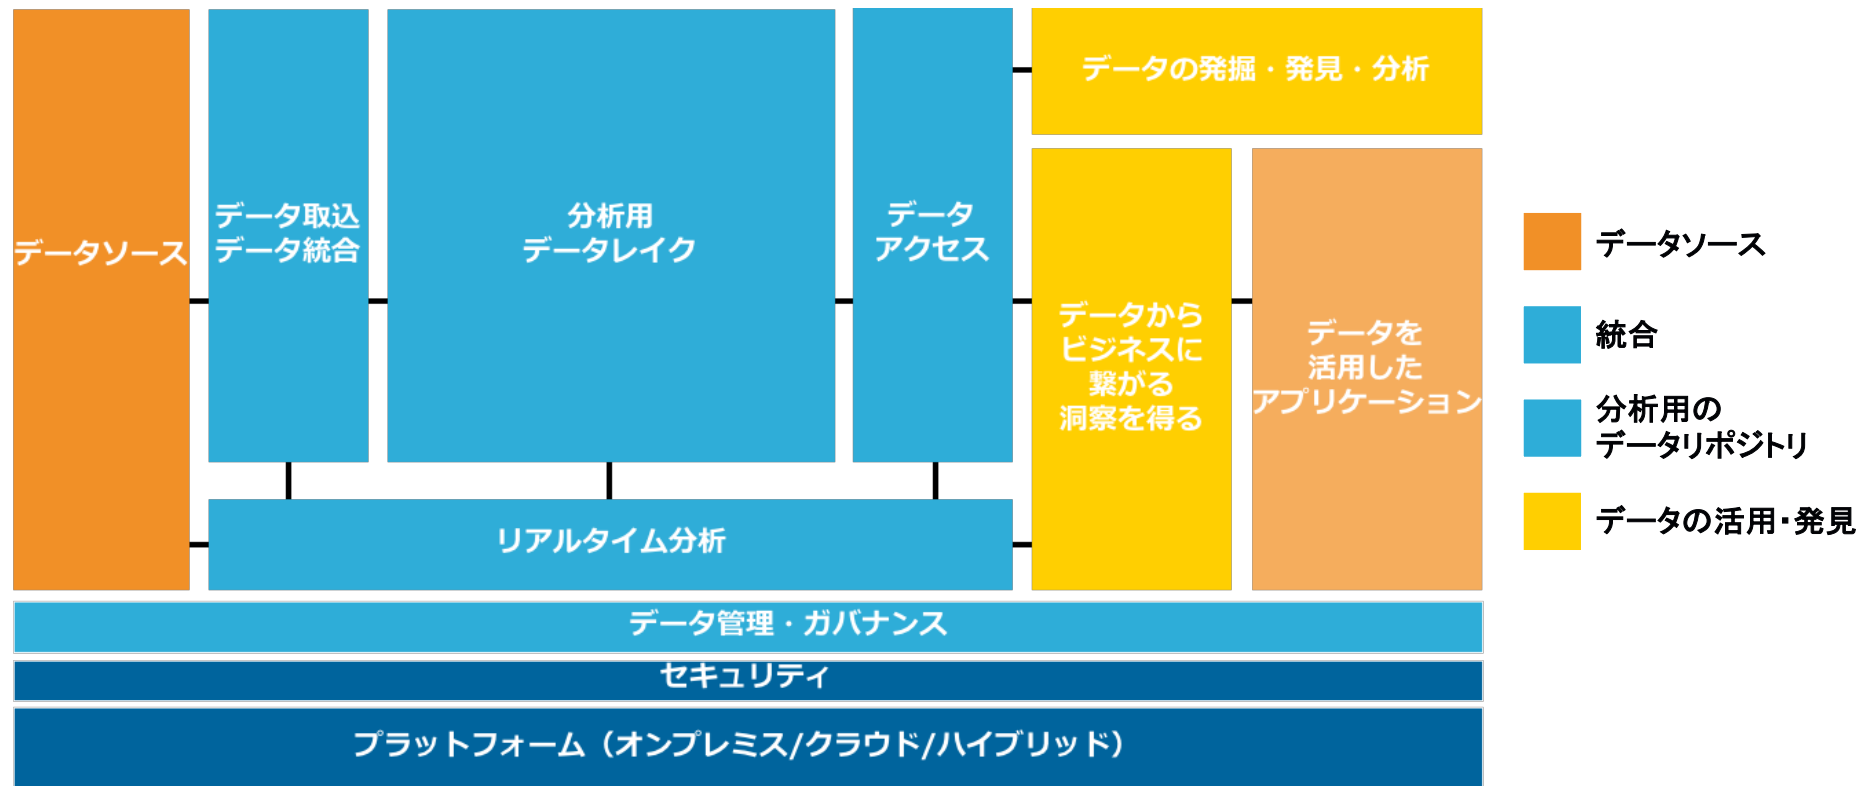 データソース
データ取込
データ統合
分析用
データレイク
データ
アクセス
データの発掘・発見・分析
データから
ビジネスに
繋がる
洞察を得る
データを
活用した
アプリケーション
リアルタイム分析
データ管理・ガバナンス
セキュリティ
プラットフォーム（オンプレミス/クラウド/ハイブリッド）
データソース
統合
分析用の
データリポジトリ
データの活用・発見